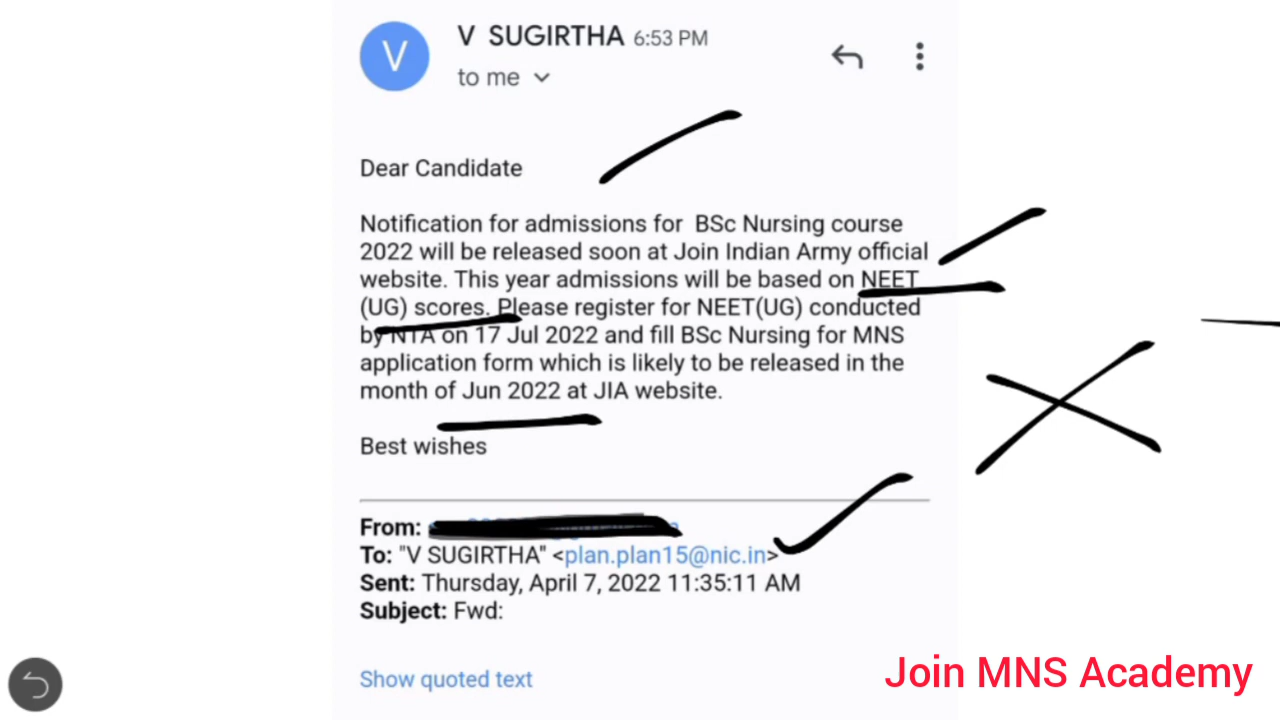 V
V SUGIRTHA 6:53 PM
to me
Dear Candidate
Notification for admissions for BSc Nursing course
2022 will be released soon at Join Indian Army official
website. This year admissions will be based on NEET
(UG) scores. Please register for NEET(UG) conducted
by NTA on 17 Jul 2022 and fill BSc Nursing for MNS
application form which is likely to be released in the
month of Jun 2022 at JIA website.
Best wishes
From:
To: "V SUGIRTHA" <plan.plan15@nic.in>
Sent: Thursday, April 7, 2022 11:35:11 AM
Subject: Fwd:
Show quoted text
Join MNS Academy